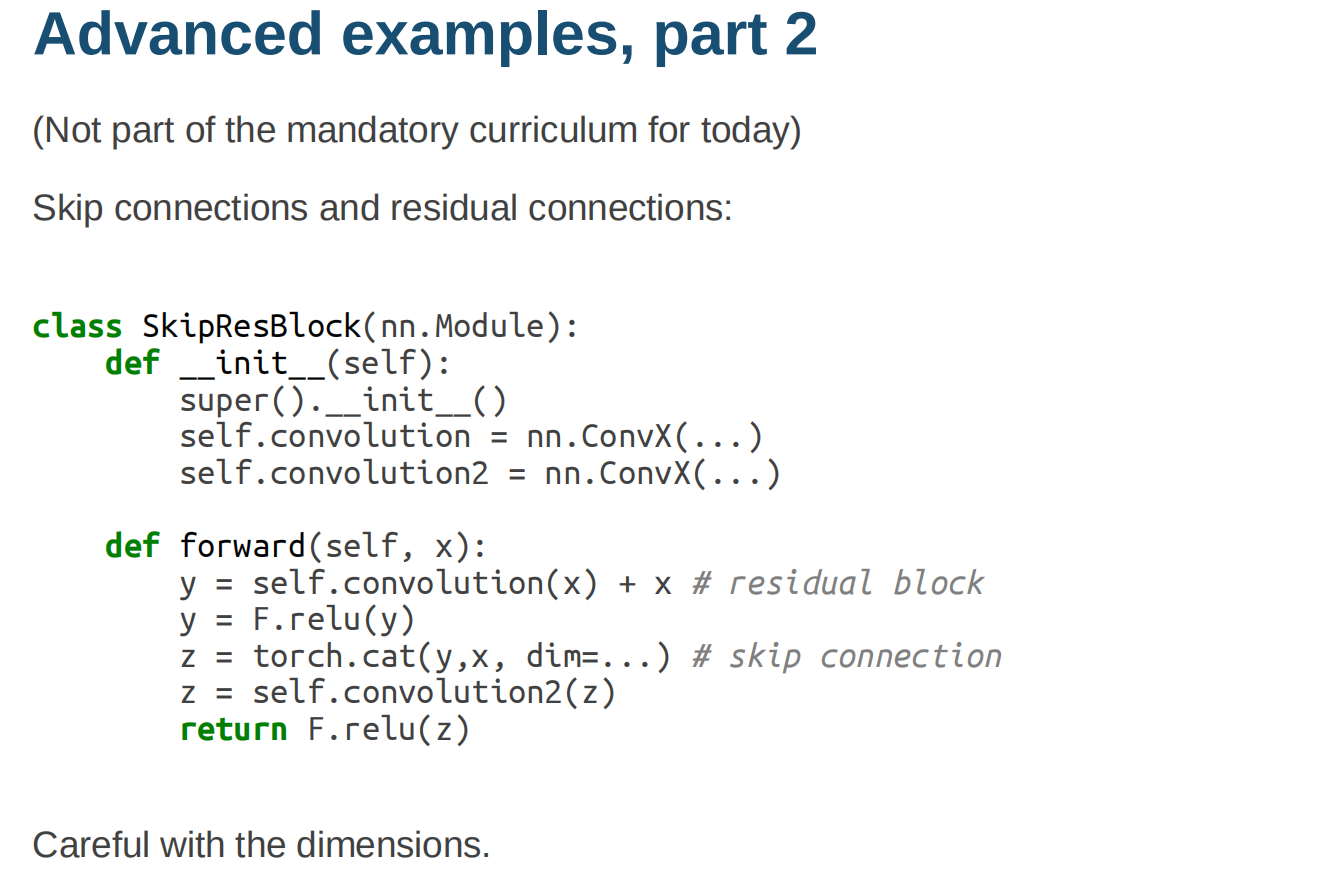 Advanced examples, part 2
(Not part of the mandatory curriculum for today)
Skip connections and residual connections:
class SkipResBlock(nn.Module):
    def __init__(self):
        super().__init__()
        self.convolution = nn.ConvX(...)
        self.convolution2 = nn.ConvX(...)
    def forward(self, x):
        y = self.convolution(x) + x # residual block
        y = F.relu(y)
        z = torch.cat(y,x, dim=...) # skip connection
        z = self.convolution2(z)
        return F.relu(z)
Careful with the dimensions.